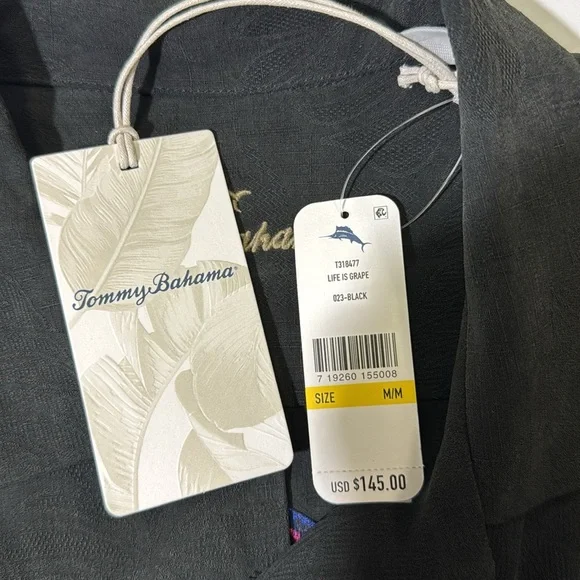 Tommy Bahama
T318477
LIFE IS GRAPE
023-BLACK
7 19260 155008
SIZE M/M
USD $145.00